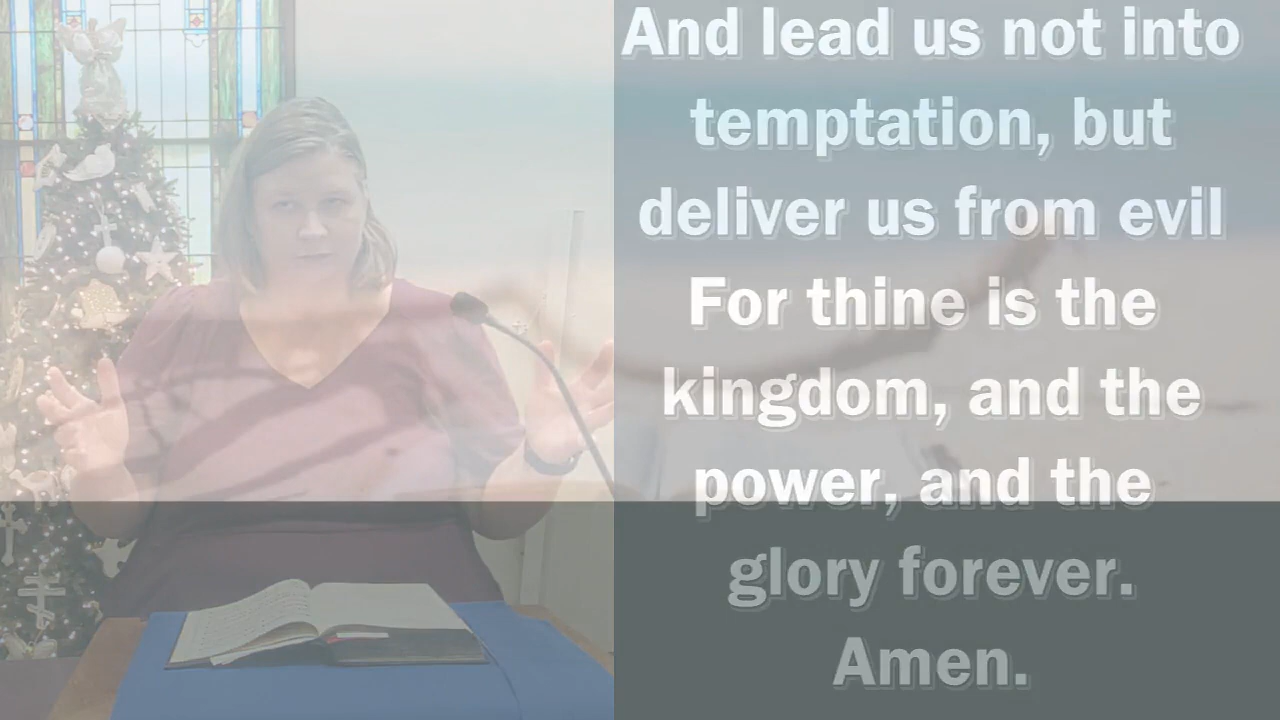 And lead us not into
temptation, but
deliver us from evil
For thine is the
kingdom, and the
power, and the
glory forever.
Amen.